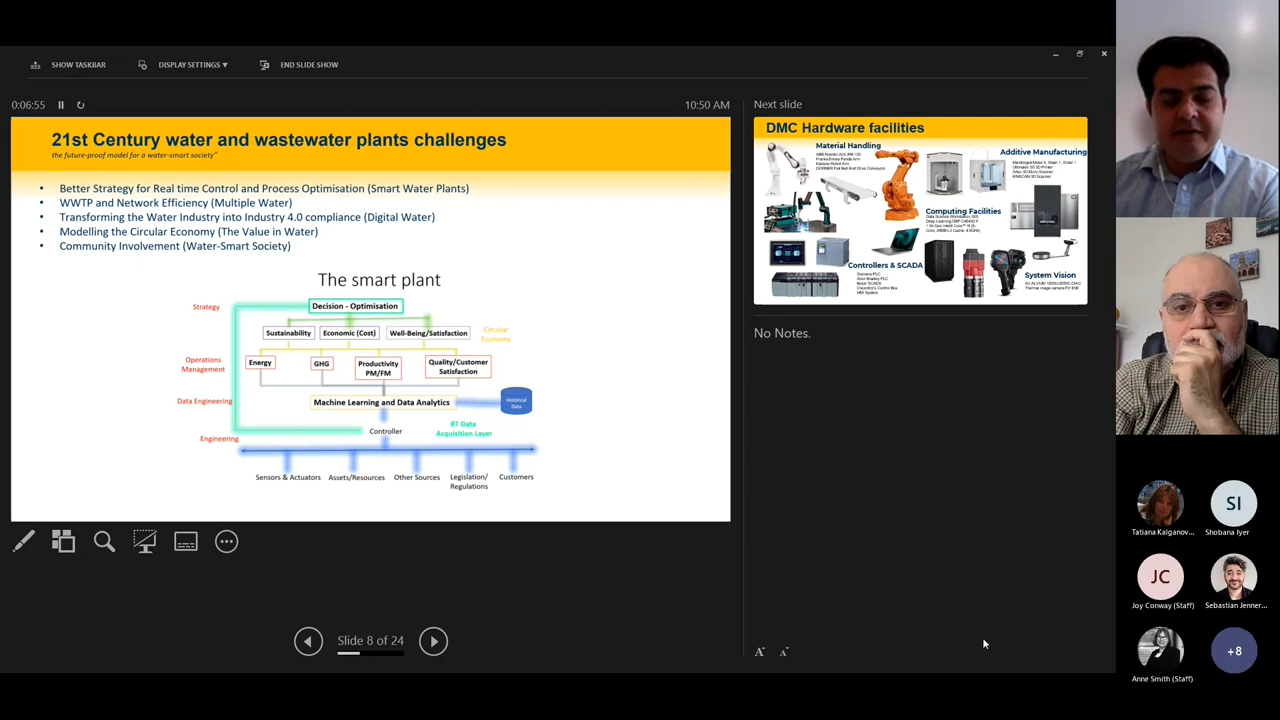 SHOW TASKBAR
DISPLAY SETTINGS ▾
END SLIDE SHOW
0:06:55
10:50 AM
21st Century water and wastewater plants challenges
the future-proof model for a water-smart society"
• Better Strategy for Real time Control and Process Optimisation (Smart Water Plants)
• WWTP and Network Efficiency (Multiple Water)
• Transforming the Water Industry into Industry 4.0 compliance (Digital Water)
• Modelling the Circular Economy (The Value in Water)
• Community Involvement (Water-Smart Society)
The smart plant
Strategy
Decision - Optimisation
Sustainability
Economic (Cost)
Well-Being/Satisfaction
Circular
Economy
Operations
Management
Energy
GHG
Productivity
PM/FM
Quality/Customer
Satisfaction
Data Engineering
Machine Learning and Data Analytics
Historical
Data
Controller
RT Data
Acquisition Layer
Engineering
Sensors & Actuators
Assets/Resources
Other Sources
Legislation/
Regulations
Customers
Slide 8 of 24
Next slide
DMC Hardware facilities
Material Handling
Additive Manufacturing
Computing Facilities
Controllers & SCADA
System Vision
No Notes.
Tatiana Kalganov...
SI
Shobana Iyer
JC
Joy Conway (Staff)
Sebastian Jenner...
Anne Smith (Staff)
+8